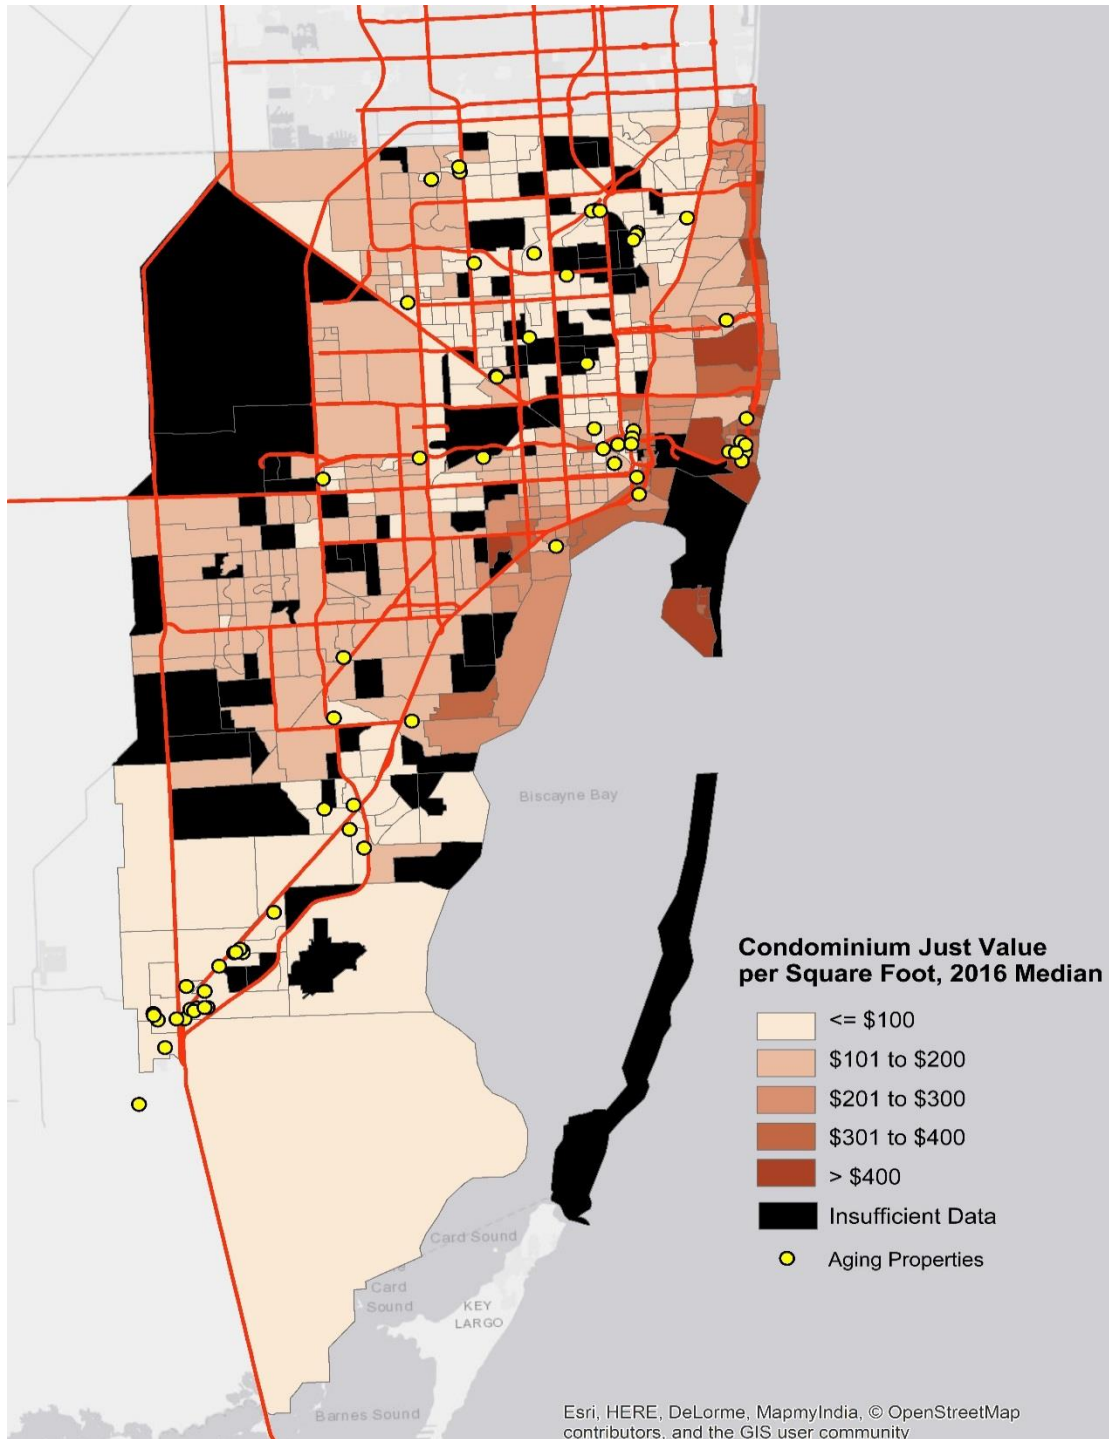 Biscayne Bay
Condominium Just Value
per Square Foot, 2016 Median
<= $100
$101 to $200
$201 to $300
$301 to $400
> $400
Insufficient Data
Aging Properties
Card Sound
Card
Sound
KEY
LARGO
Barnes Sound
Esri, HERE, DeLorme, MapmyIndia, © OpenStreetMap
contributors, and the GIS user community